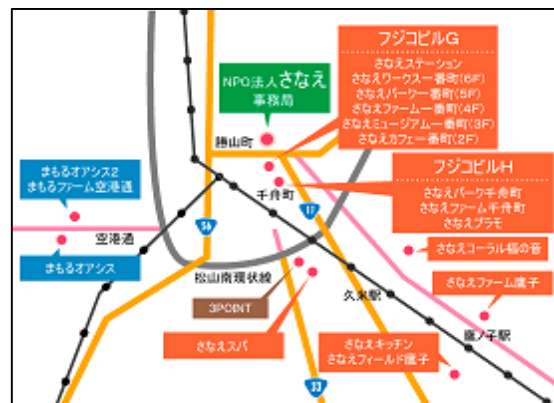 フジコビルG
さなえステーション
さなえワークス一番町(6F)
さなえパーク一番町(5F)
さなえファーム一番町(4F)
さなえミュージアム一番町(3F)
さなえカフェ一番町(2F)
NPO法人さなえ
事務局
勝山町
フジコビルH
さなえパーク千舟町
さなえファーム千舟町
さなえプラモ
千舟町
まもるオアシス2
まもるファーム空港通
空港通
まもるオアシス
56
11
さなえコーラル福の音
松山南環状線
3POINT
さなえスパ
久米駅
さなえファーム鷹子
鷹ノ子駅
さなえキッチン
さなえフィールド鷹子
33